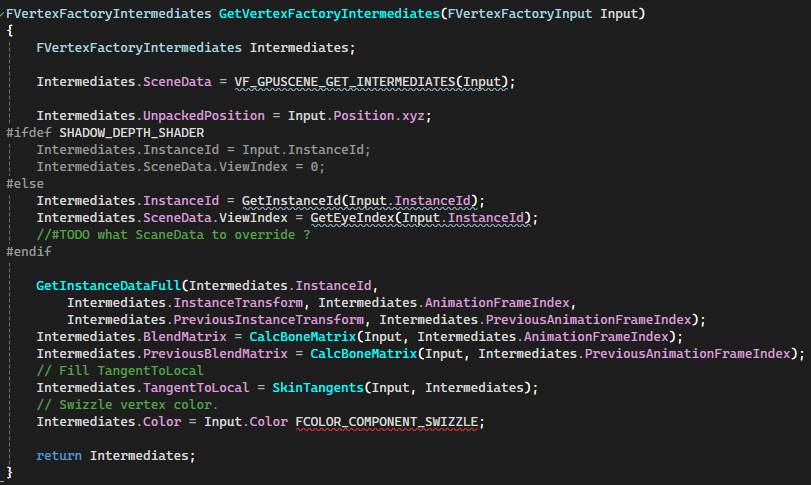 FVertexFactoryIntermediates GetVertexFactoryIntermediates(FVertexFactoryInput Input)
{
    FVertexFactoryIntermediates Intermediates;

    Intermediates.SceneData = VF_GPUSCENE_GET_INTERMEDIATES(Input);

    Intermediates.UnpackedPosition = Input.Position.xyz;
#ifdef SHADOW_DEPTH_SHADER
    Intermediates.InstanceId = Input.InstanceId;
    Intermediates.SceneData.ViewIndex = 0;
#else
    Intermediates.InstanceId = GetInstanceId(Input.InstanceId);
    Intermediates.SceneData.ViewIndex = GetEyeIndex(Input.InstanceId);
    //#TODO what ScaneData to override ?
#endif

    GetInstanceDataFull(Intermediates.InstanceId,
        Intermediates.InstanceTransform, Intermediates.AnimationFrameIndex,
        Intermediates.PreviousInstanceTransform, Intermediates.PreviousAnimationFrameIndex);
    Intermediates.BlendMatrix = CalcBoneMatrix(Input, Intermediates.AnimationFrameIndex);
    Intermediates.PreviousBlendMatrix = CalcBoneMatrix(Input, Intermediates.PreviousAnimationFrameIndex);
    // Fill TangentToLocal
    Intermediates.TangentToLocal = SkinTangents(Input, Intermediates);
    // Swizzle vertex color.
    Intermediates.Color = Input.Color FCOLOR_COMPONENT_SWIZZLE;

    return Intermediates;
}